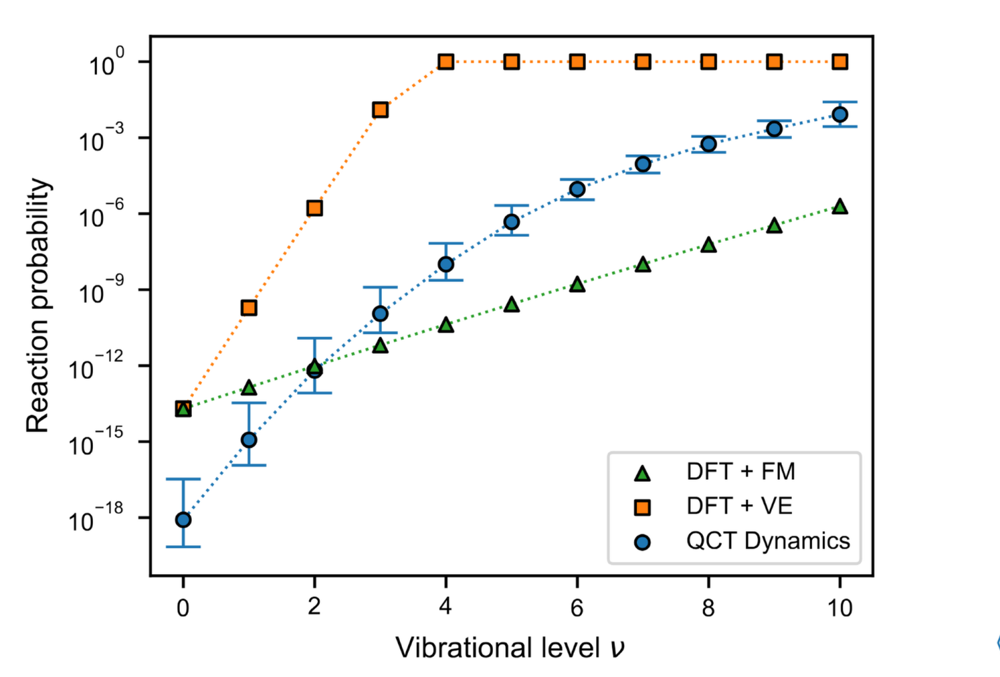 10^0
10^−3
10^−6
10^−9
10^−12
10^−15
10^−18
Reaction probability
DFT + FM
DFT + VE
QCT Dynamics
0 2 4 6 8 10
Vibrational level ν